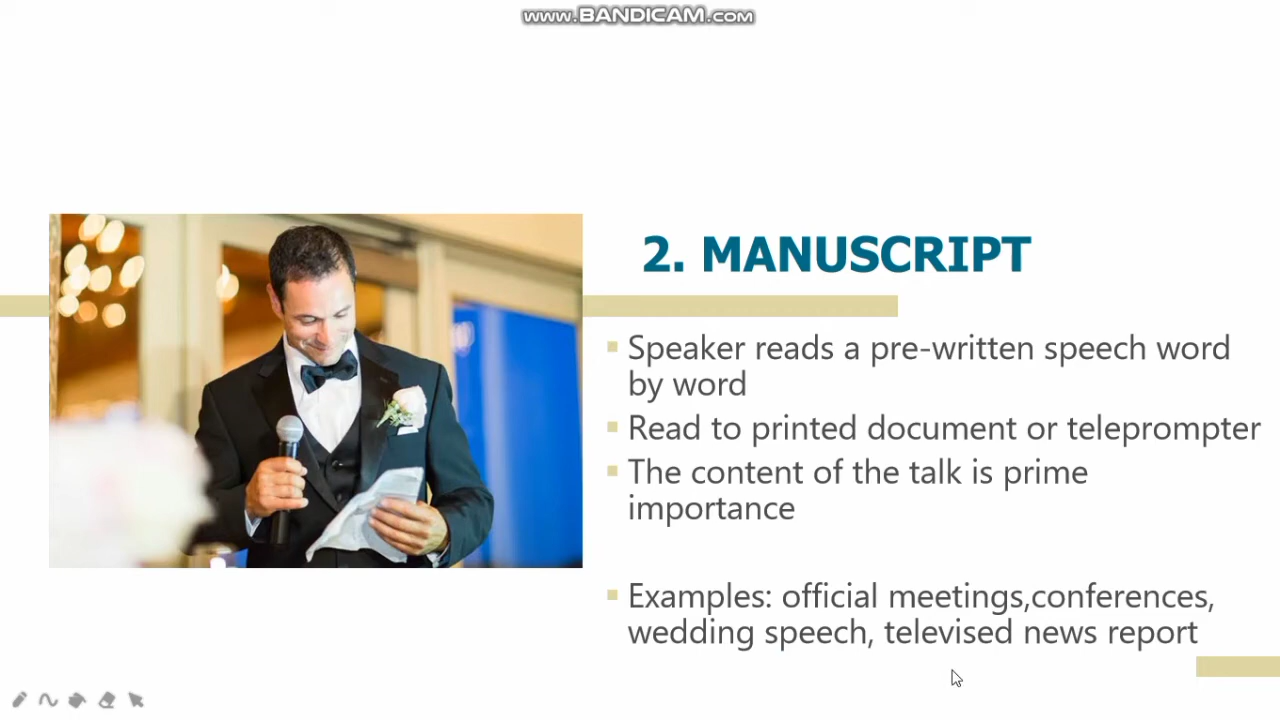 www.BANDICAM.com
2. MANUSCRIPT
Speaker reads a pre-written speech word
by word
Read to printed document or teleprompter
The content of the talk is prime
importance
Examples: official meetings,conferences,
wedding speech, televised news report